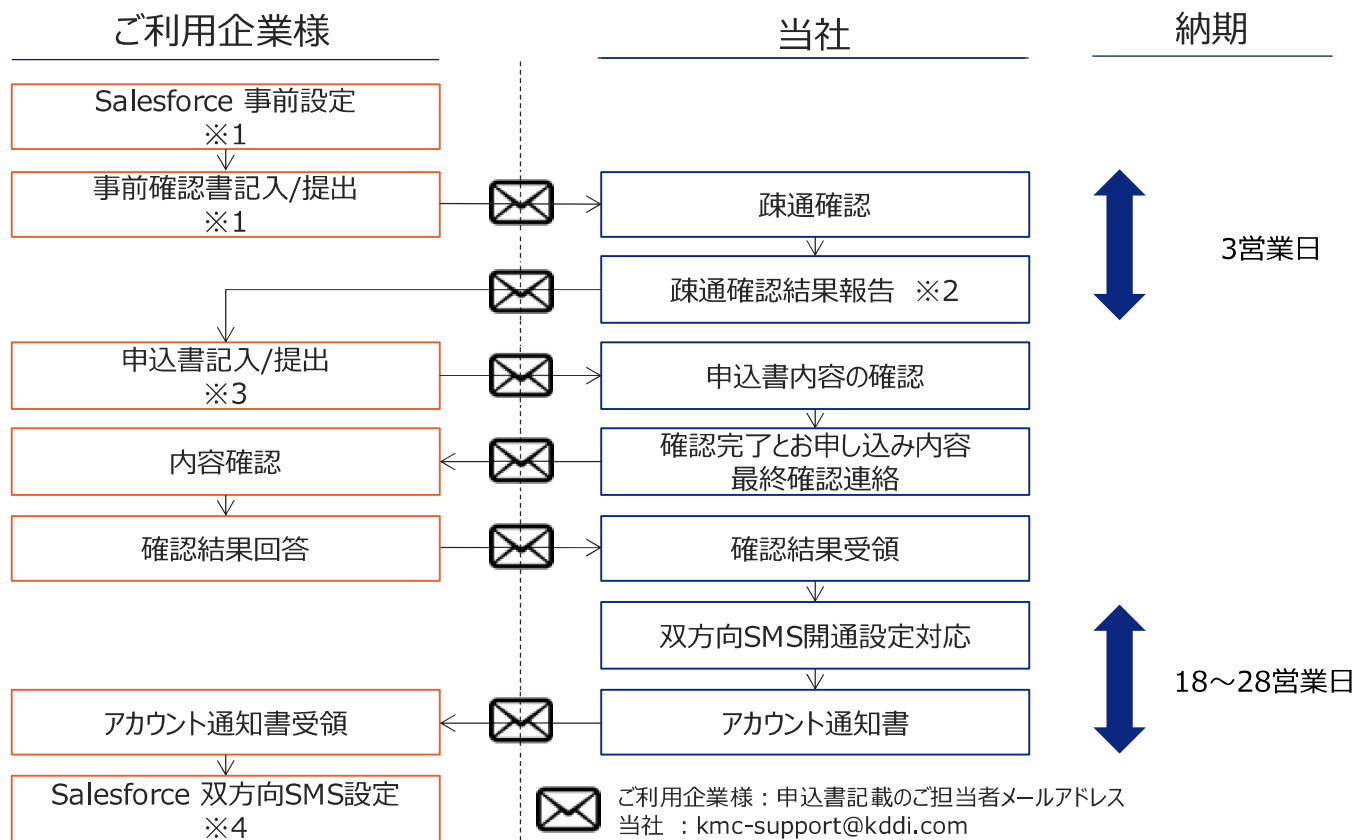 ご利用企業様
当社
納期
Salesforce 事前設定
※1
事前確認書記入/提出
※1
疎通確認
3営業日
疎通確認結果報告 ※2
申込書記入/提出
※3
申込書内容の確認
内容確認
確認完了とお申し込み内容
最終確認連絡
確認結果回答
確認結果受領
双方向SMS開通設定対応
18～28営業日
アカウント通知書受領
アカウント通知書
Salesforce 双方向SMS設定
※4
ご利用企業様：申込書記載のご担当者メールアドレス
当社 ：kmc-support@kddi.com